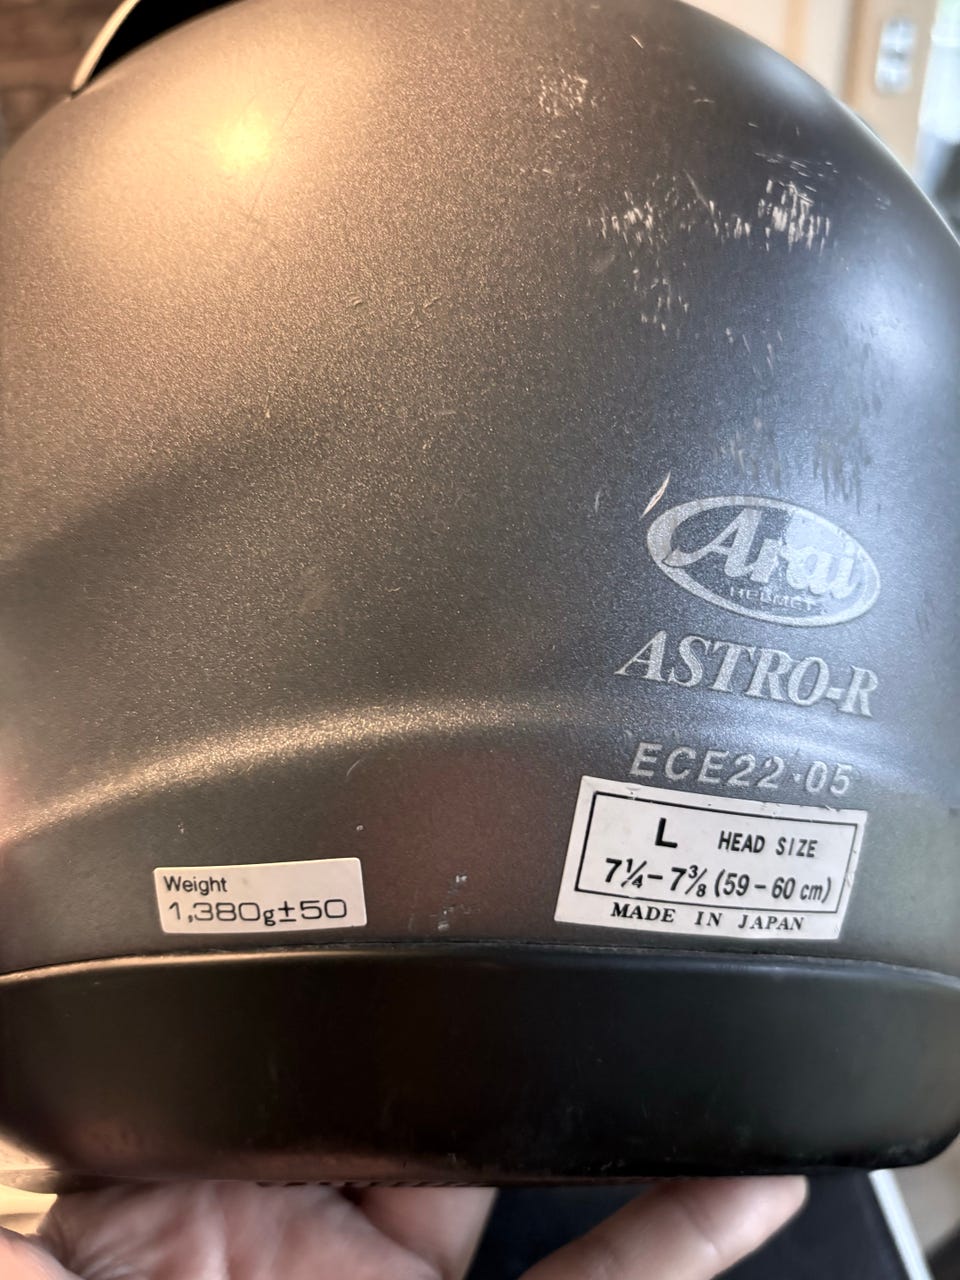 Arai
HELMET
ASTRO-R
ECE22·05
L HEAD SIZE
7¼-7⅜ (59-60 cm)
MADE IN JAPAN
Weight
1,380g±50